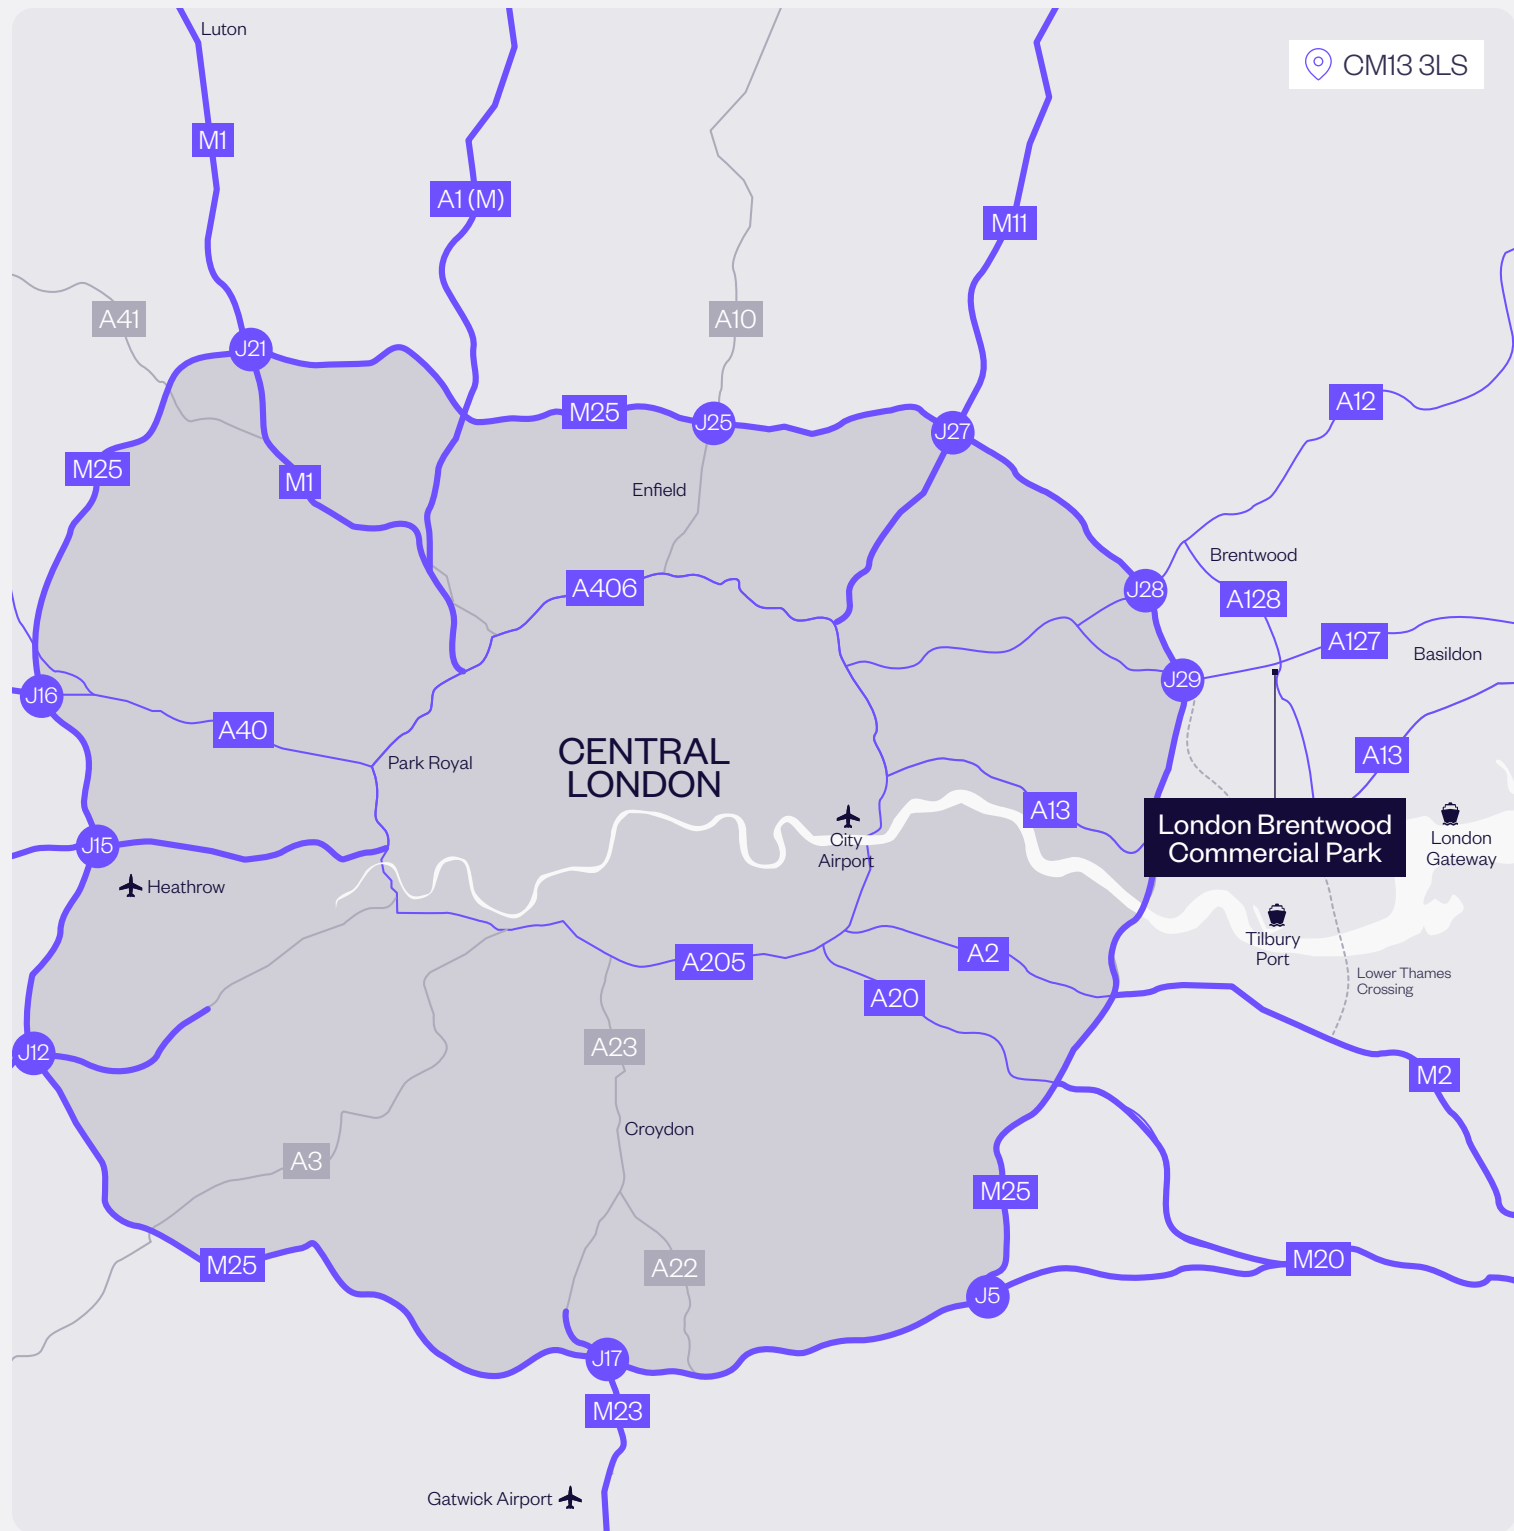 Luton
CM13 3LS
M1
A1 (M)
M11
A41
A10
J21
A12
M25
J25
J27
M25
M1
Enfield
Brentwood
A406
J28
A128
A127
Basildon
J29
J16
A40
CENTRAL
LONDON
Park Royal
A13
A13
London Brentwood
Commercial Park
City
Airport
London
Gateway
J15
Heathrow
Tilbury
Port
A205
A2
Lower Thames
Crossing
A20
A23
J12
M2
Croydon
A3
M25
M25
A22
M20
J5
J17
M23
Gatwick Airport